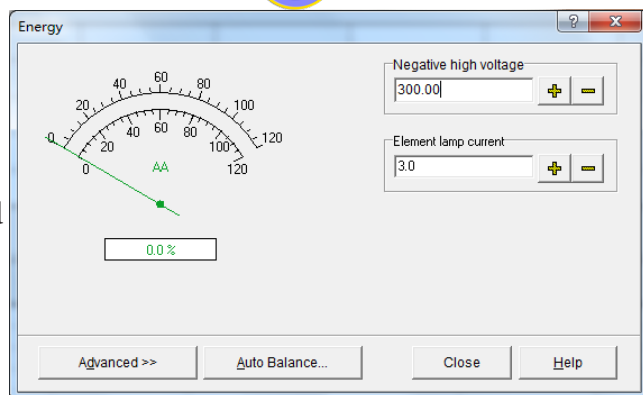 Energy
Negative high voltage
300.00
Element lamp current
3.0
0 20 40 60 80 100 120
0 20 40 60 80 100 120
AA
0.0 %
Advanced >>
Auto Balance...
Close
Help